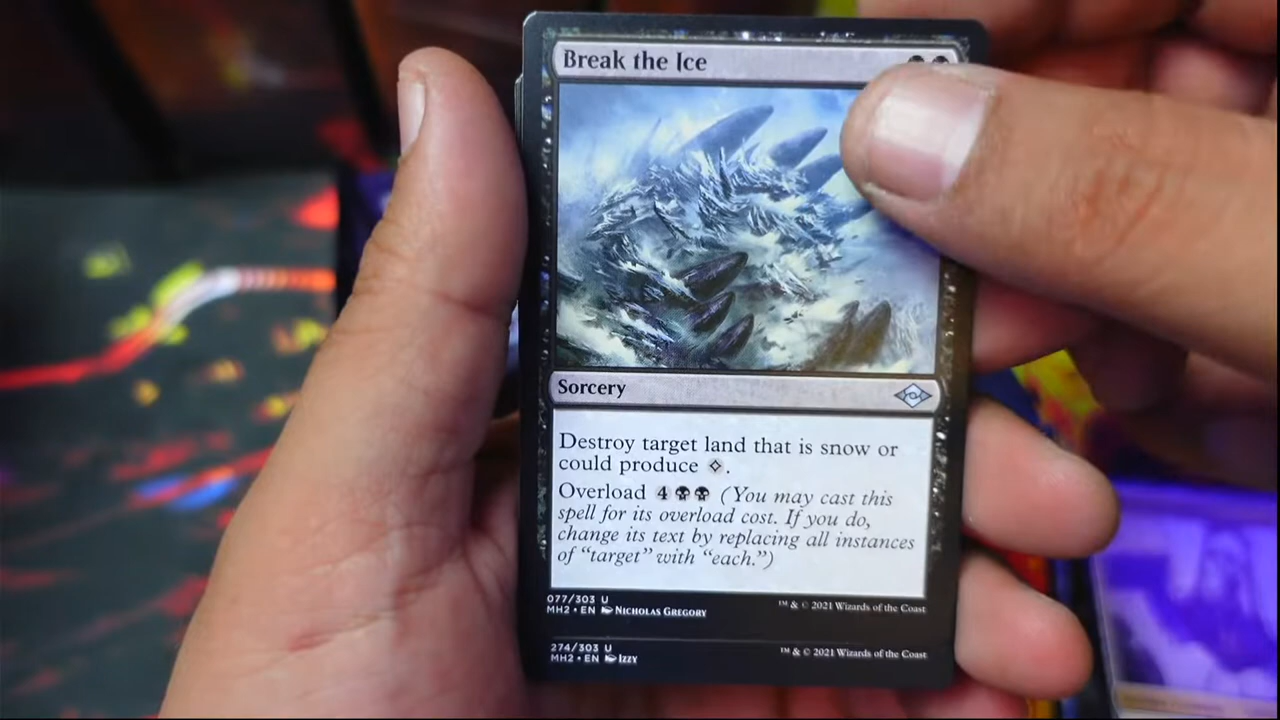 Break the Ice
Sorcery
Destroy target land that is snow or
could produce .
Overload 4 (You may cast this
spell for its overload cost. If you do,
change its text by replacing all instances
of “target” with “each.”)
077/303 U
MH2 • EN NICHOLAS GREGORY
™ & © 2021 Wizards of the Coast
274/303 U
MH2 • EN IZZY
™ & © 2021 Wizards of the Coast